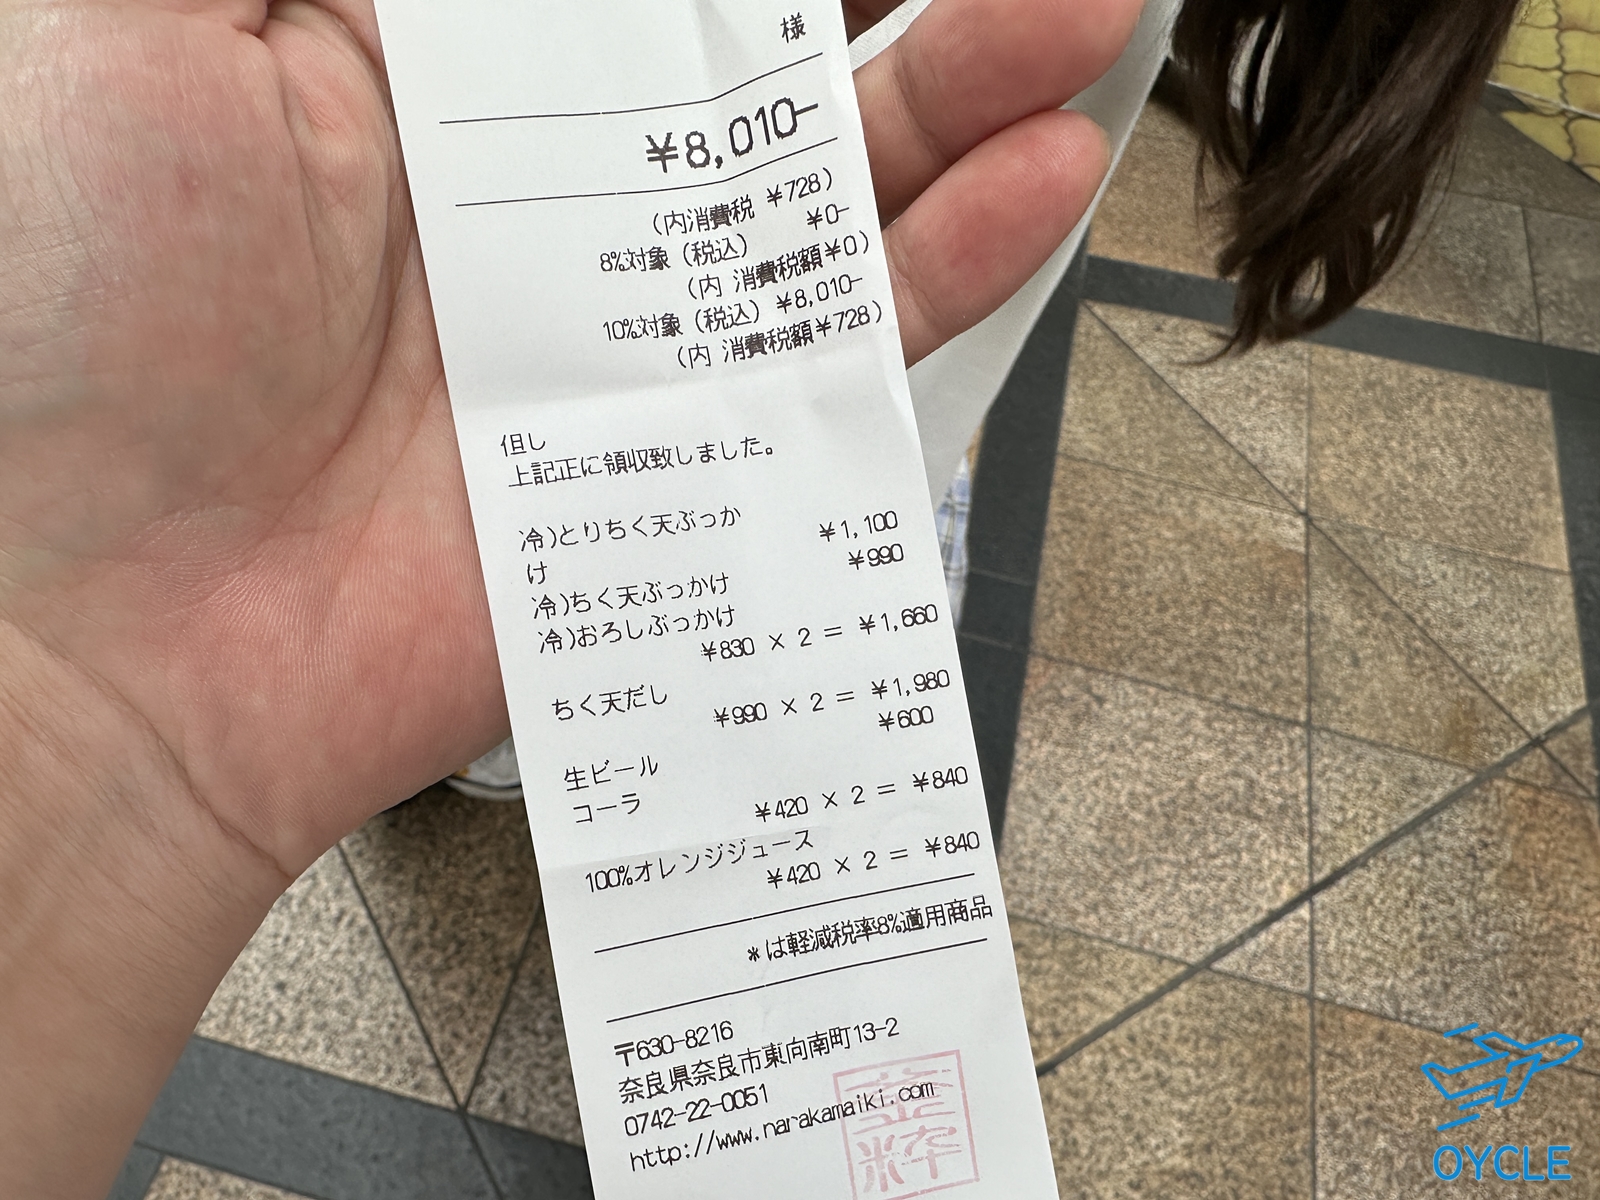 様
¥8,010-
(内消費税 ¥728)
8%対象 (税込) ¥0-
(内 消費税額¥0)
10%対象 (税込) ¥8,010-
(内 消費税額¥728)
但し
上記正に領収致しました。
冷)とりちく天ぶっか ¥1,100
け
冷)ちく天ぶっかけ ¥990
冷)おろしぶっかけ
¥830 × 2 = ¥1,660
ちく天だし
¥990 × 2 = ¥1,980
生ビール ¥600
コーラ
¥420 × 2 = ¥840
100%オレンジジュース
¥420 × 2 = ¥840
*は軽減税率8%適用商品
〒630-8216
奈良県奈良市東向南町13-2
0742-22-0051
http://www.narakamaiki.com
釜粋
OYCLE